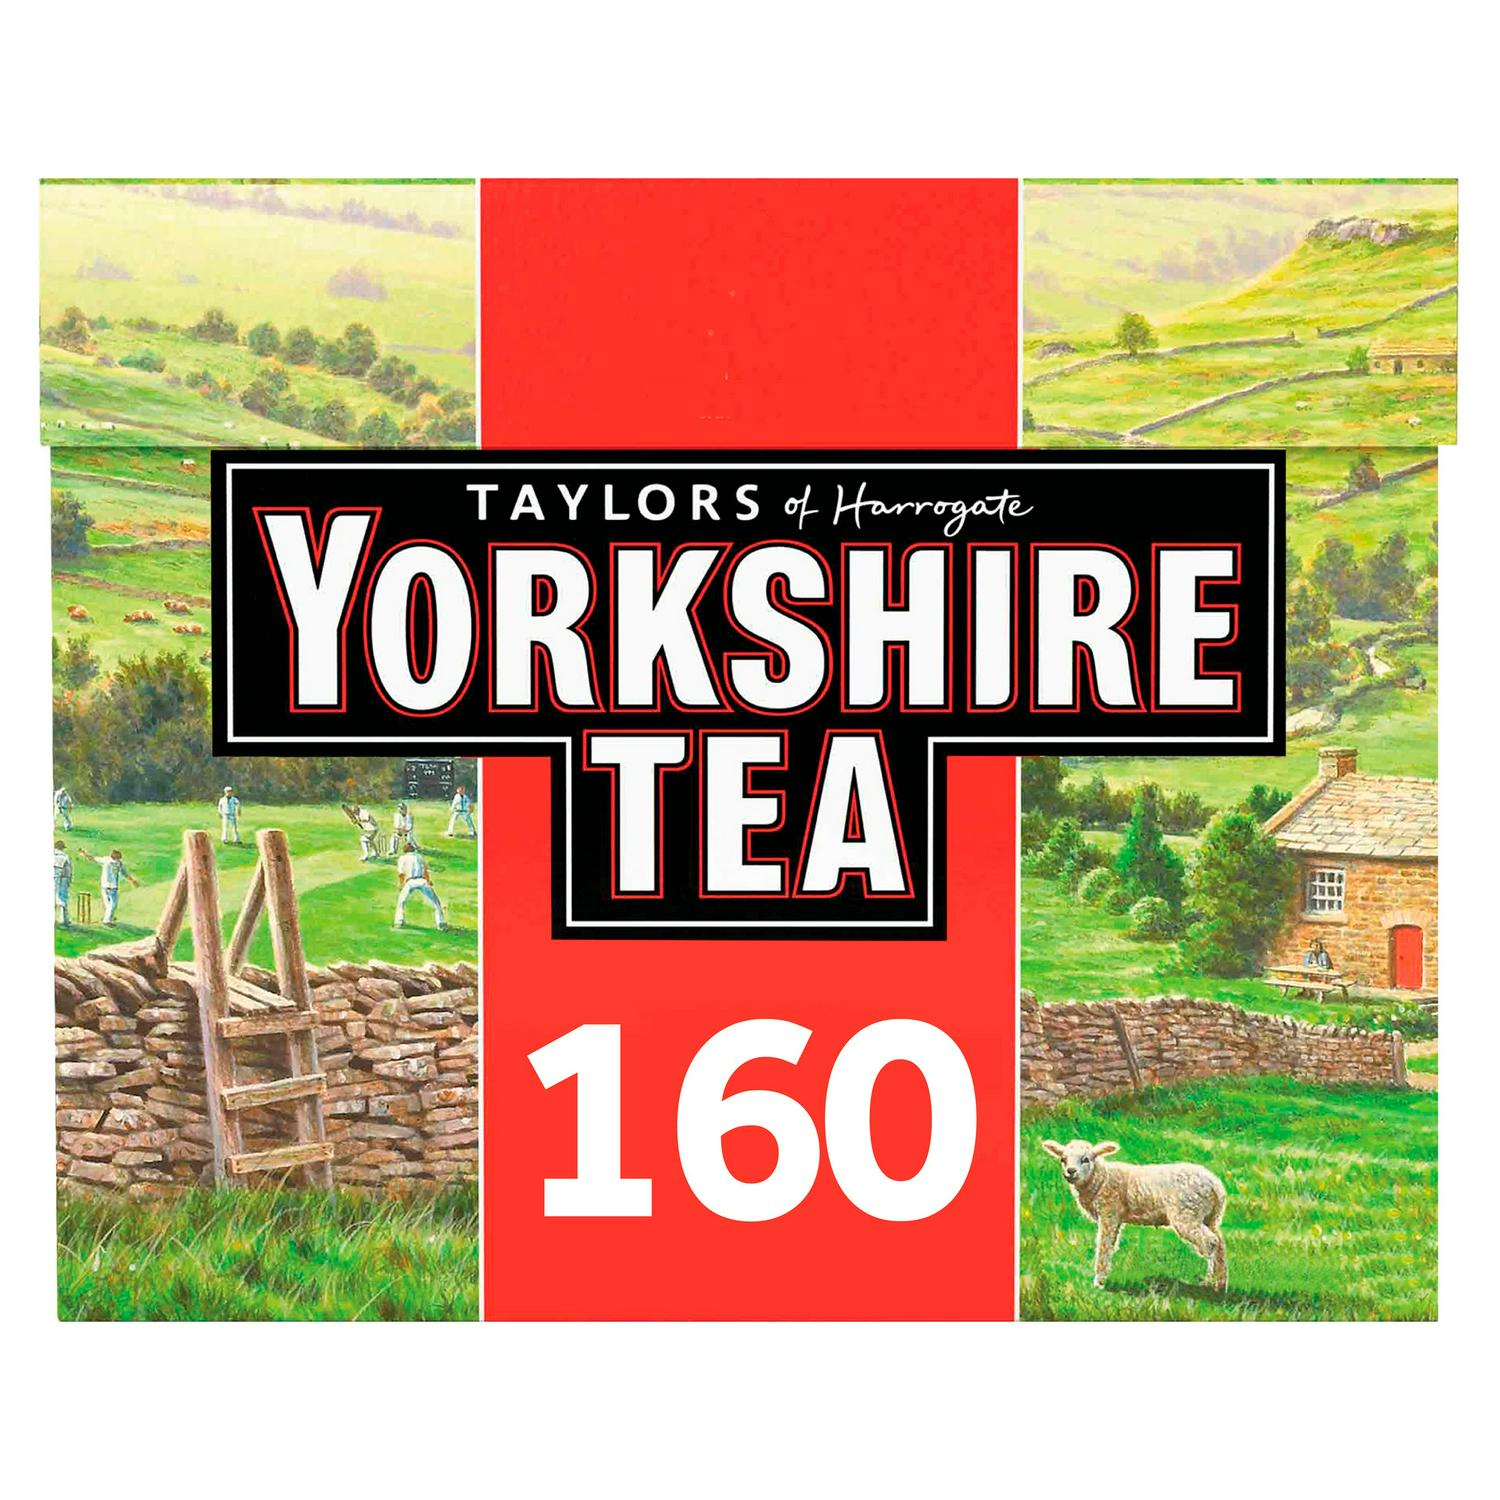 TAYLORS of Harrogate
YORKSHIRE
TEA
160